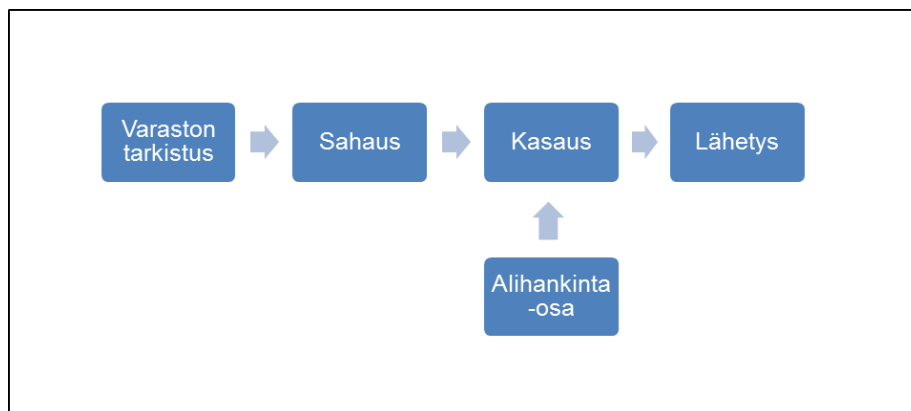 Varaston
tarkistus
Sahaus
Kasaus
Lähetys
Alihankinta
-osa